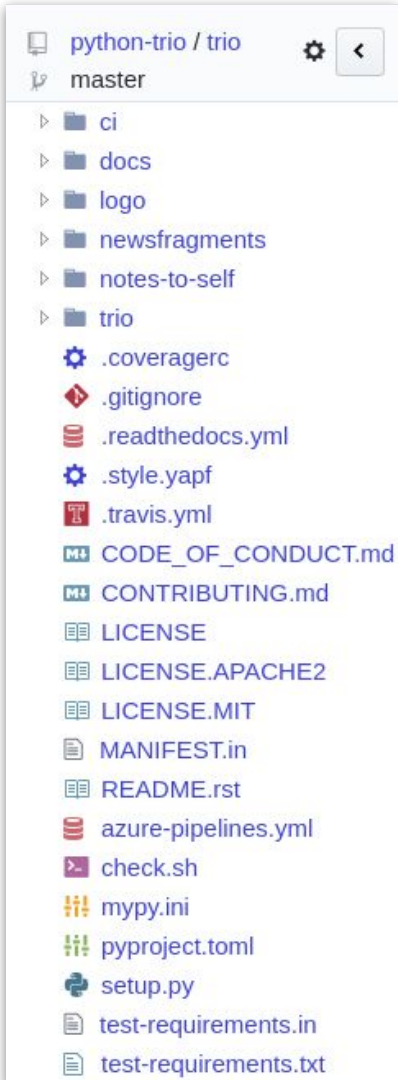 python-trio / trio
master
ci
docs
logo
newsfragments
notes-to-self
trio
.coveragerc
.gitignore
.readthedocs.yml
.style.yapf
.travis.yml
CODE_OF_CONDUCT.md
CONTRIBUTING.md
LICENSE
LICENSE.APACHE2
LICENSE.MIT
MANIFEST.in
README.rst
azure-pipelines.yml
check.sh
mypy.ini
pyproject.toml
setup.py
test-requirements.in
test-requirements.txt